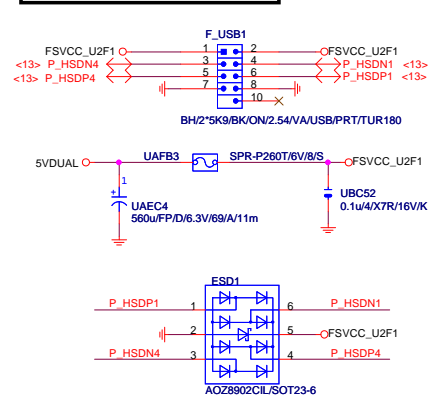 F_USB1
FSVCC_U2F1 1 2 FSVCC_U2F1
<13> P_HSDN4 3 4 P_HSDN1 <13>
<13> P_HSDP4 5 6 P_HSDP1 <13>
7 8
10
BH/2*5K9/BK/ON/2.54/VA/USB/PRT/TUR180
5VDUAL UAFB3 SPR-P260T/6V/8/S FSVCC_U2F1
1
+
UAEC4
560u/FP/D/6.3V/69/A/11m
UBC52
0.1u/4/X7R/16V/K
ESD1
P_HSDP1 1 6 P_HSDN1
2 5 FSVCC_U2F1
P_HSDN4 3 4 P_HSDP4
AOZ8902CIL/SOT23-6